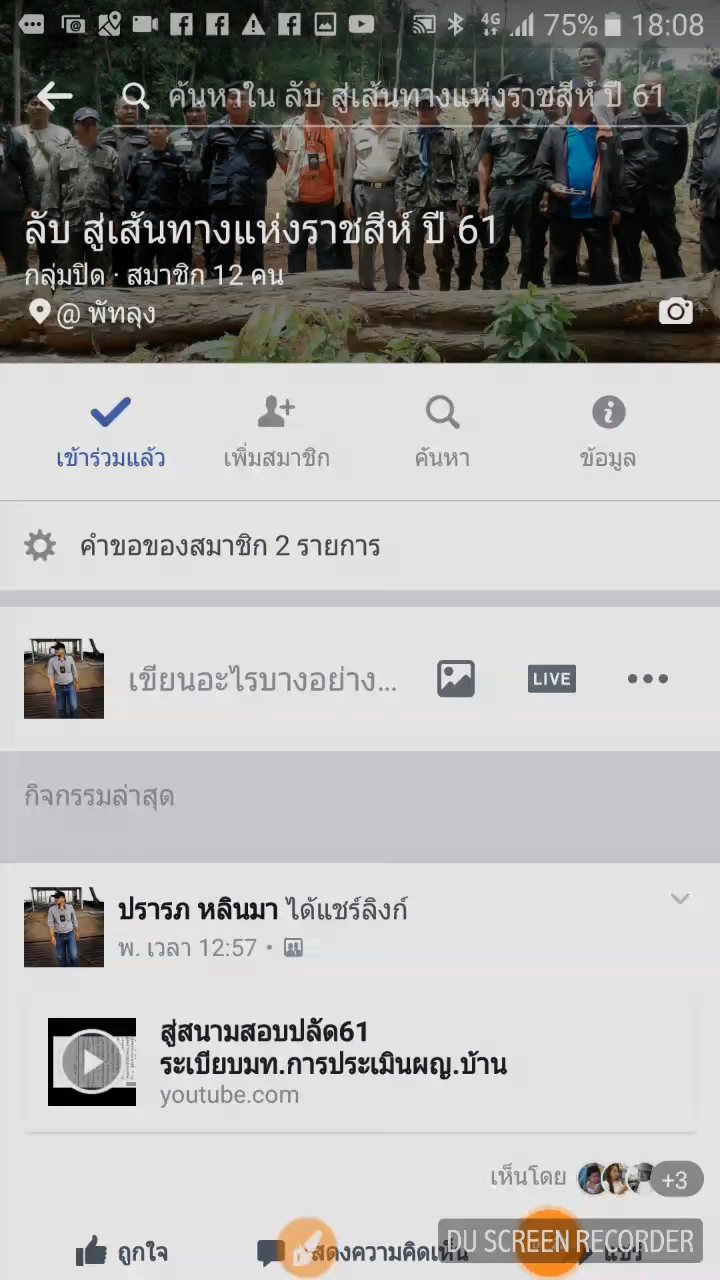 4G 75% 18:08
ค้นหาใน ลับ สู่เส้นทางแห่งราชสีห์ ปี 61
ลับ สู่เส้นทางแห่งราชสีห์ ปี 61
กลุ่มปิด · สมาชิก 12 คน
@ พัทลุง
เข้าร่วมแล้ว เพิ่มสมาชิก ค้นหา ข้อมูล
คำขอของสมาชิก 2 รายการ
เขียนอะไรบางอย่าง... LIVE
กิจกรรมล่าสุด
ปรารภ หลินมา ได้แชร์ลิงก์
พ. เวลา 12:57
สู่สนามสอบปลัด61
ระเบียบมท.การประเมินผญ.บ้าน
youtube.com
เห็นโดย +3
ถูกใจ แสดงความคิดเห็น แชร์
DU SCREEN RECORDER